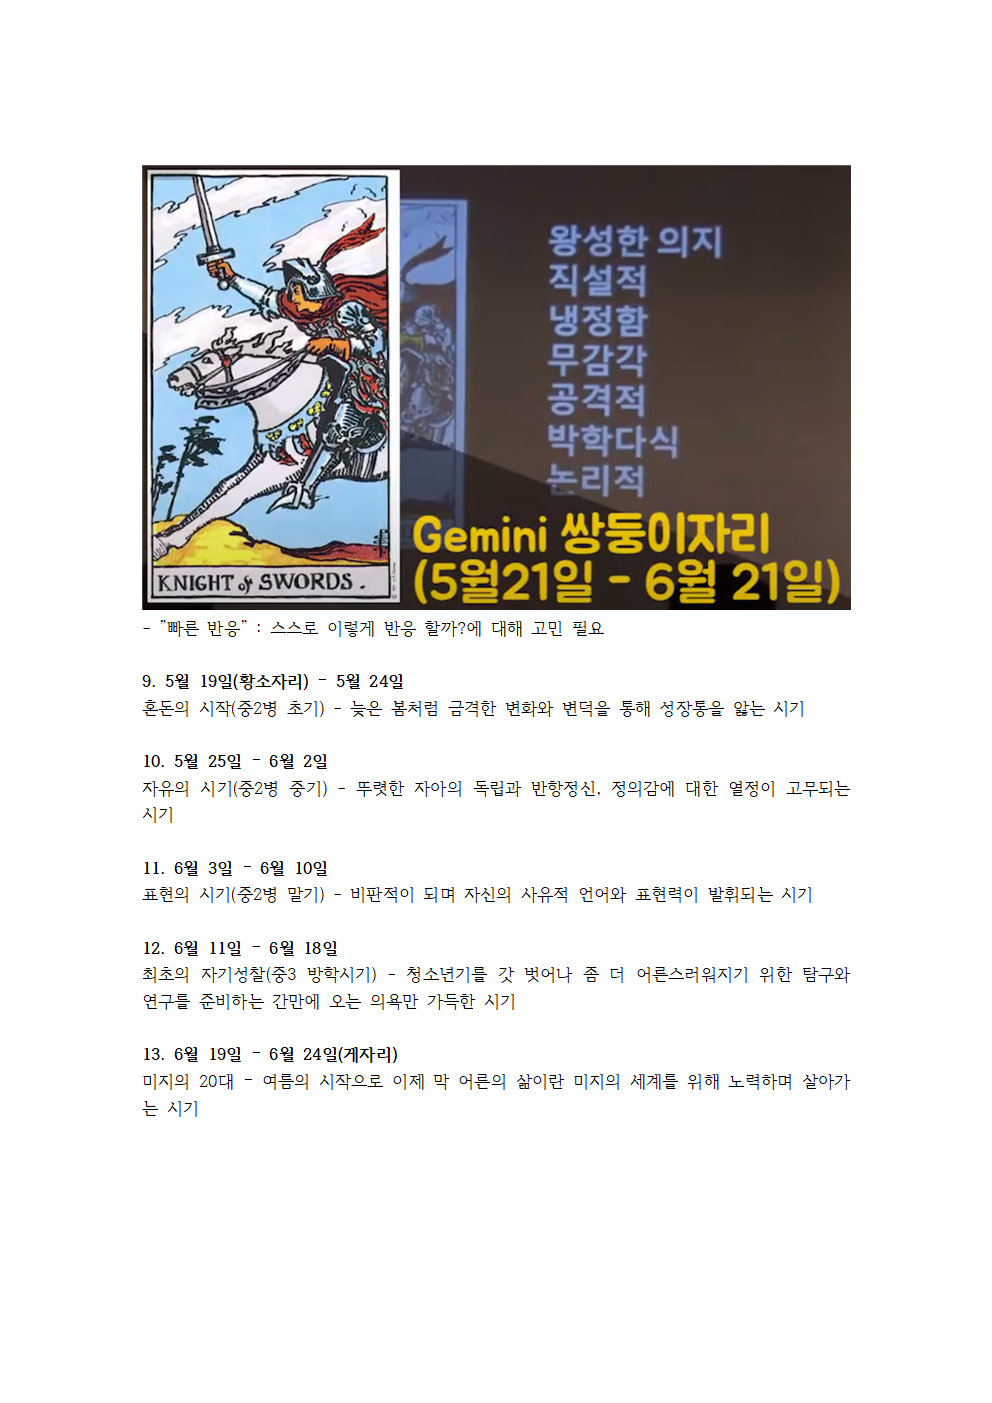 왕성한 의지
직설적
냉정함
무감각
공격적
박학다식
논리적
KNIGHT of SWORDS.
Gemini 쌍둥이자리
(5월21일 - 6월 21일)
- "빠른 반응" : 스스로 이렇게 반응 할까?에 대해 고민 필요
9. 5월 19일(황소자리) - 5월 24일
혼돈의 시작(중2병 초기) - 늦은 봄처럼 금격한 변화와 변덕을 통해 성장통을 앓는 시기
10. 5월 25일 - 6월 2일
자유의 시기(중2병 중기) - 뚜렷한 자아의 독립과 반항정신, 정의감에 대한 열정이 고무되는
시기
11. 6월 3일 - 6월 10일
표현의 시기(중2병 말기) - 비판적이 되며 자신의 사유적 언어와 표현력이 발휘되는 시기
12. 6월 11일 - 6월 18일
최초의 자기성찰(중3 방학시기) - 청소년기를 갓 벗어나 좀 더 어른스러워지기 위한 탐구와
연구를 준비하는 간만에 오는 의욕만 가득한 시기
13. 6월 19일 - 6월 24일(게자리)
미지의 20대 - 여름의 시작으로 이제 막 어른의 삶이란 미지의 세계를 위해 노력하며 살아가
는 시기